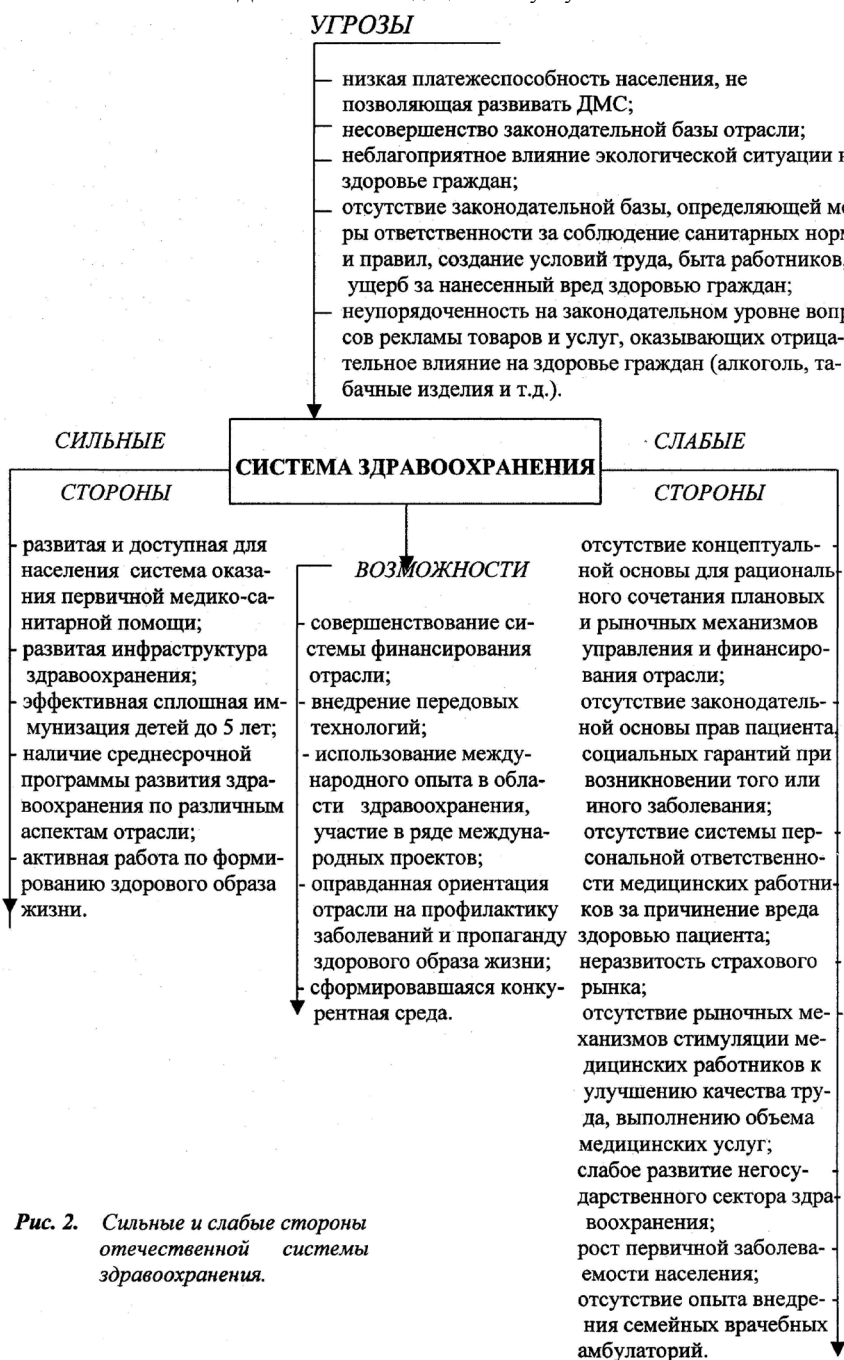 УГРОЗЫ
низкая платежеспособность населения, не
позволяющая развивать ДМС;
несовершенство законодательной базы отрасли;
неблагоприятное влияние экологической ситуации
здоровье граждан;
отсутствие законодательной базы, определяющей ме
ры ответственности за соблюдение санитарных норм
и правил, создание условий труда, быта работников,
ущерб за нанесенный вред здоровью граждан;
неупорядоченность на законодательном уровне вопр
сов рекламы товаров и услуг, оказывающих отрица-
тельное влияние на здоровье граждан (алкоголь, та-
бачные изделия и т.д.).
СИСТЕМА ЗДРАВООХРАНЕНИЯ
СИЛЬНЫЕ
СТОРОНЫ
- развитая и доступная для
населения система оказа-
ния первичной медико-са-
нитарной помощи;
- развитая инфраструктура
здравоохранения;
- эффективная сплошная им-
мунизация детей до 5 лет;
- наличие среднесрочной
программы развития здра-
воохранения по различным
аспектам отрасли;
- активная работа по форми-
рованию здорового образа
жизни.
ВОЗМОЖНОСТИ
- совершенствование си-
стемы финансирования
отрасли;
- внедрение передовых
технологий;
- использование между-
народного опыта в обла-
сти здравоохранения,
участие в ряде междуна-
родных проектов;
- оправданная ориентация
отрасли на профилактику
заболеваний и пропаганду
здорового образа жизни;
- сформировавшаяся конку-
рентная среда.
СЛАБЫЕ
СТОРОНЫ
отсутствие концептуаль-
ной основы для рациональ
ного сочетания плановых
и рыночных механизмов
управления и финансиро-
вания отрасли;
отсутствие законодатель-
ной основы прав пациента,
социальных гарантий при
возникновении того или
иного заболевания;
отсутствие системы пер-
сональной ответственно-
сти медицинских работни
ков за причинение вреда
здоровью пациента;
неразвитость страхового
рынка;
отсутствие рыночных ме-
ханизмов стимуляции ме-
дицинских работников к
улучшению качества тру-
да, выполнению объема
медицинских услуг;
слабое развитие негосу-
дарственного сектора здра
воохранения;
рост первичной заболева-
емости населения;
отсутствие опыта внедре-
ния семейных врачебных
амбулаторий.
Рис. 2. Сильные и слабые стороны
отечественной системы
здравоохранения.